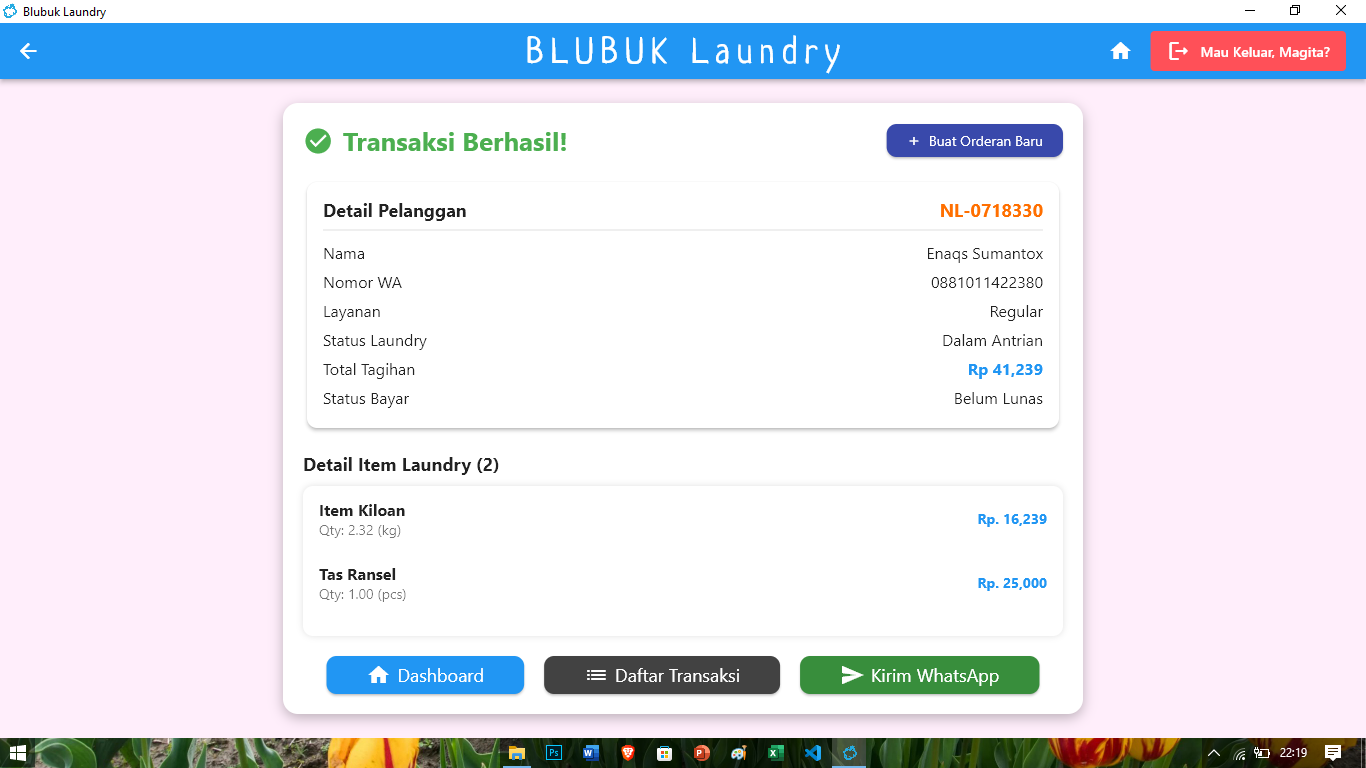 Blubuk Laundry
BLUBUK Laundry
Mau Keluar, Magita?
Transaksi Berhasil!
+ Buat Orderan Baru
Detail Pelanggan NL-0718330
Nama Enaqs Sumantox
Nomor WA 0881011422380
Layanan Regular
Status Laundry Dalam Antrian
Total Tagihan Rp 41,239
Status Bayar Belum Lunas
Detail Item Laundry (2)
Item Kiloan
Qty: 2.32 (kg)
Rp. 16,239
Tas Ransel
Qty: 1.00 (pcs)
Rp. 25,000
Dashboard
Daftar Transaksi
Kirim WhatsApp
Ps
W
P
X
22:19